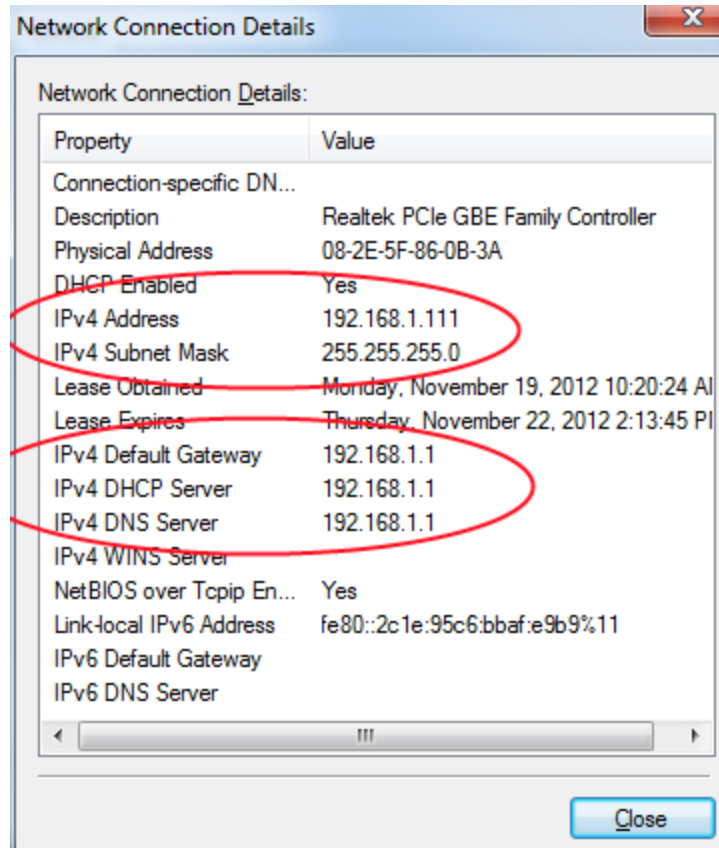 Network Connection Details
Network Connection Details:
Property Value
Connection-specific DN...
Description Realtek PCIe GBE Family Controller
Physical Address 08-2E-5F-86-0B-3A
DHCP Enabled Yes
IPv4 Address 192.168.1.111
IPv4 Subnet Mask 255.255.255.0
Lease Obtained Monday, November 19, 2012 10:20:24 AM
Lease Expires Thursday, November 22, 2012 2:13:45 PM
IPv4 Default Gateway 192.168.1.1
IPv4 DHCP Server 192.168.1.1
IPv4 DNS Server 192.168.1.1
IPv4 WINS Server
NetBIOS over Tcpip En... Yes
Link-local IPv6 Address fe80::2c1e:95c6:bbaf:e9b9%11
IPv6 Default Gateway
IPv6 DNS Server
Close